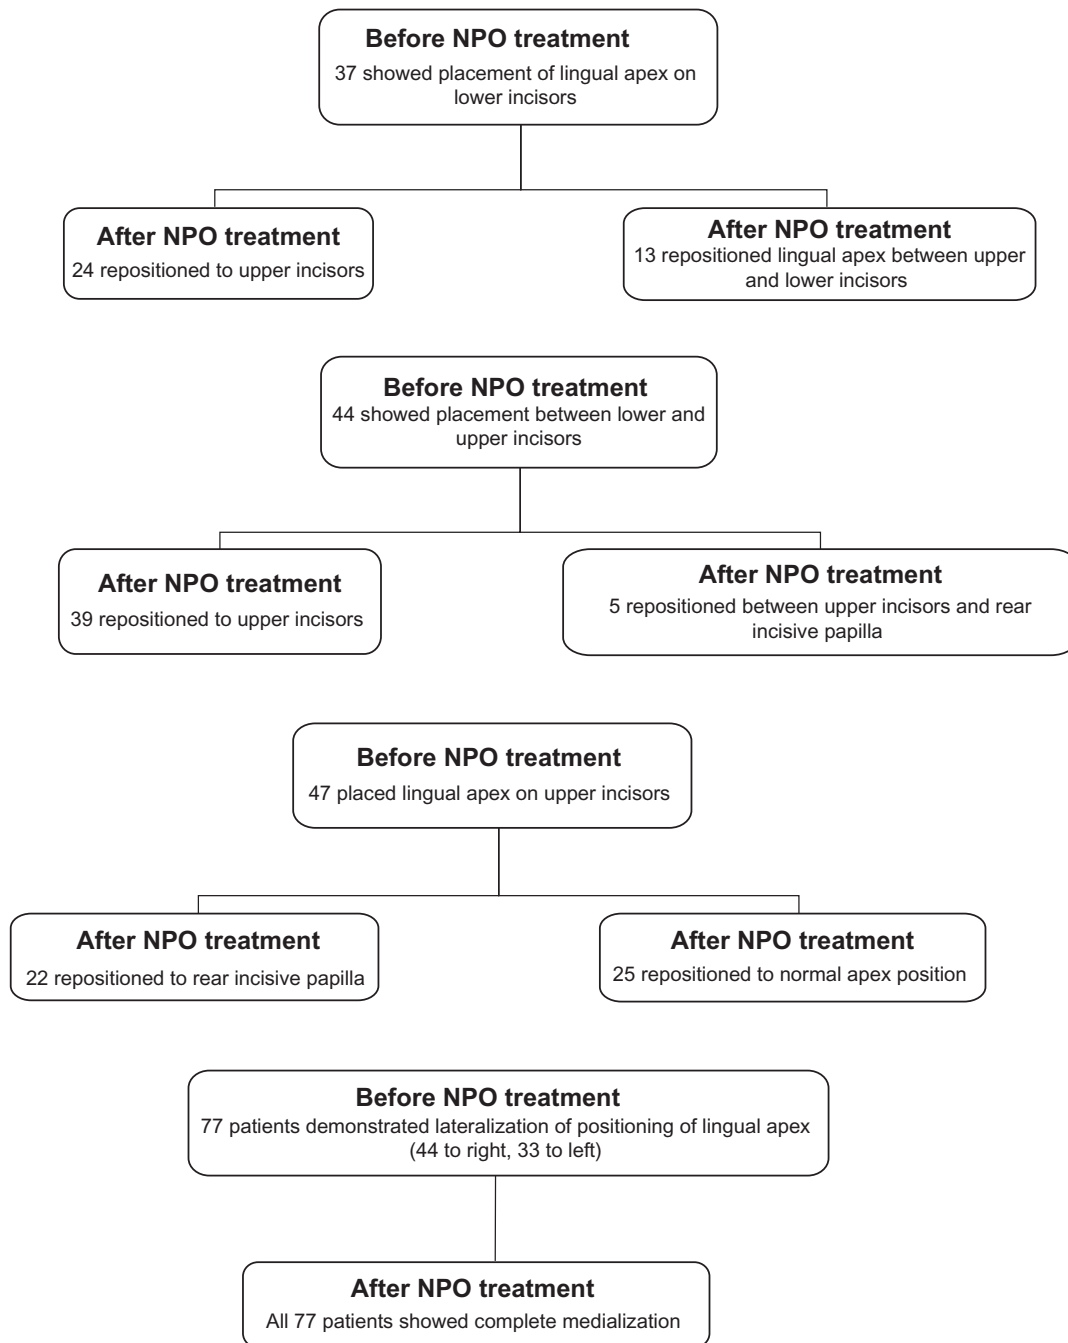 Before NPO treatment
37 showed placement of lingual apex on
lower incisors
After NPO treatment
24 repositioned to upper incisors
After NPO treatment
13 repositioned lingual apex between upper
and lower incisors
Before NPO treatment
44 showed placement between lower and
upper incisors
After NPO treatment
39 repositioned to upper incisors
After NPO treatment
5 repositioned between upper incisors and rear
incisive papilla
Before NPO treatment
47 placed lingual apex on upper incisors
After NPO treatment
22 repositioned to rear incisive papilla
After NPO treatment
25 repositioned to normal apex position
Before NPO treatment
77 patients demonstrated lateralization of positioning of lingual apex
(44 to right, 33 to left)
After NPO treatment
All 77 patients showed complete medialization